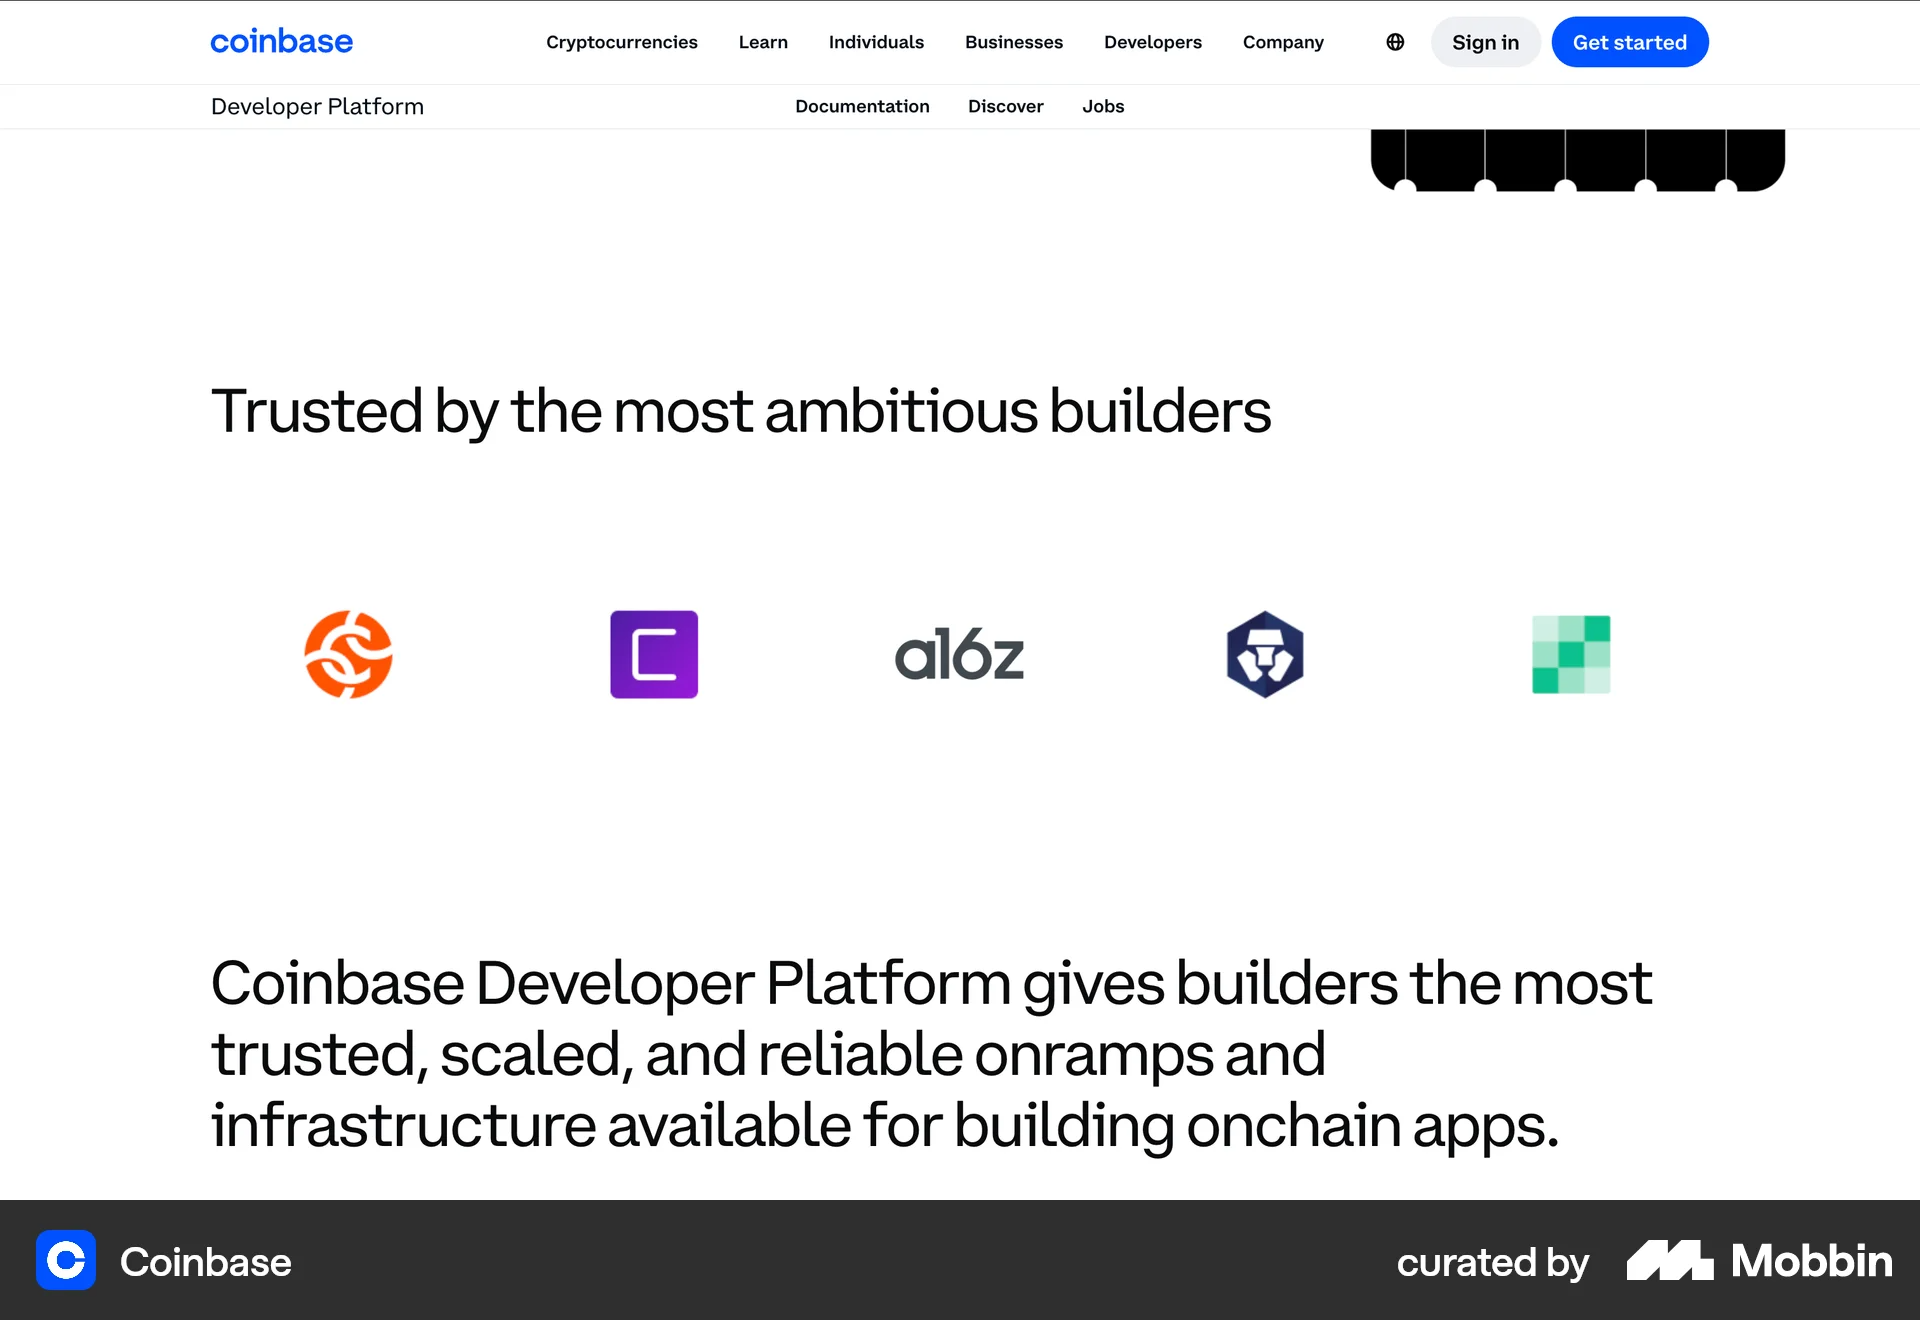 coinbase
Cryptocurrencies Learn Individuals Businesses Developers Company Sign in Get started
Developer Platform Documentation Discover Jobs
Trusted by the most ambitious builders
a16z
Coinbase Developer Platform gives builders the most
trusted, scaled, and reliable onramps and
infrastructure available for building onchain apps.
Coinbase curated by Mobbin